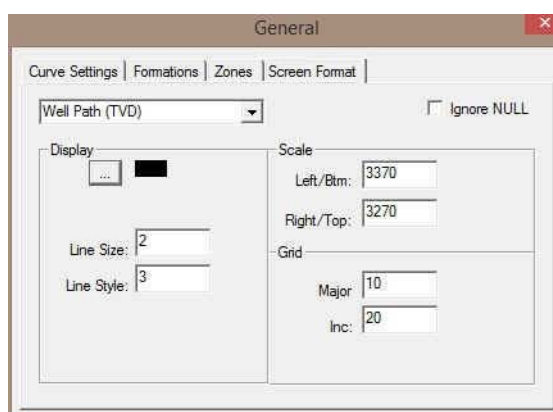 General
Curve Settings | Formations | Zones | Screen Format
Well Path (TVD)
Ignore NULL
Display
...
Line Size: 2
Line Style: 3
Scale
Left/Btm: 3370
Right/Top: 3270
Grid
Major 10
Inc: 20